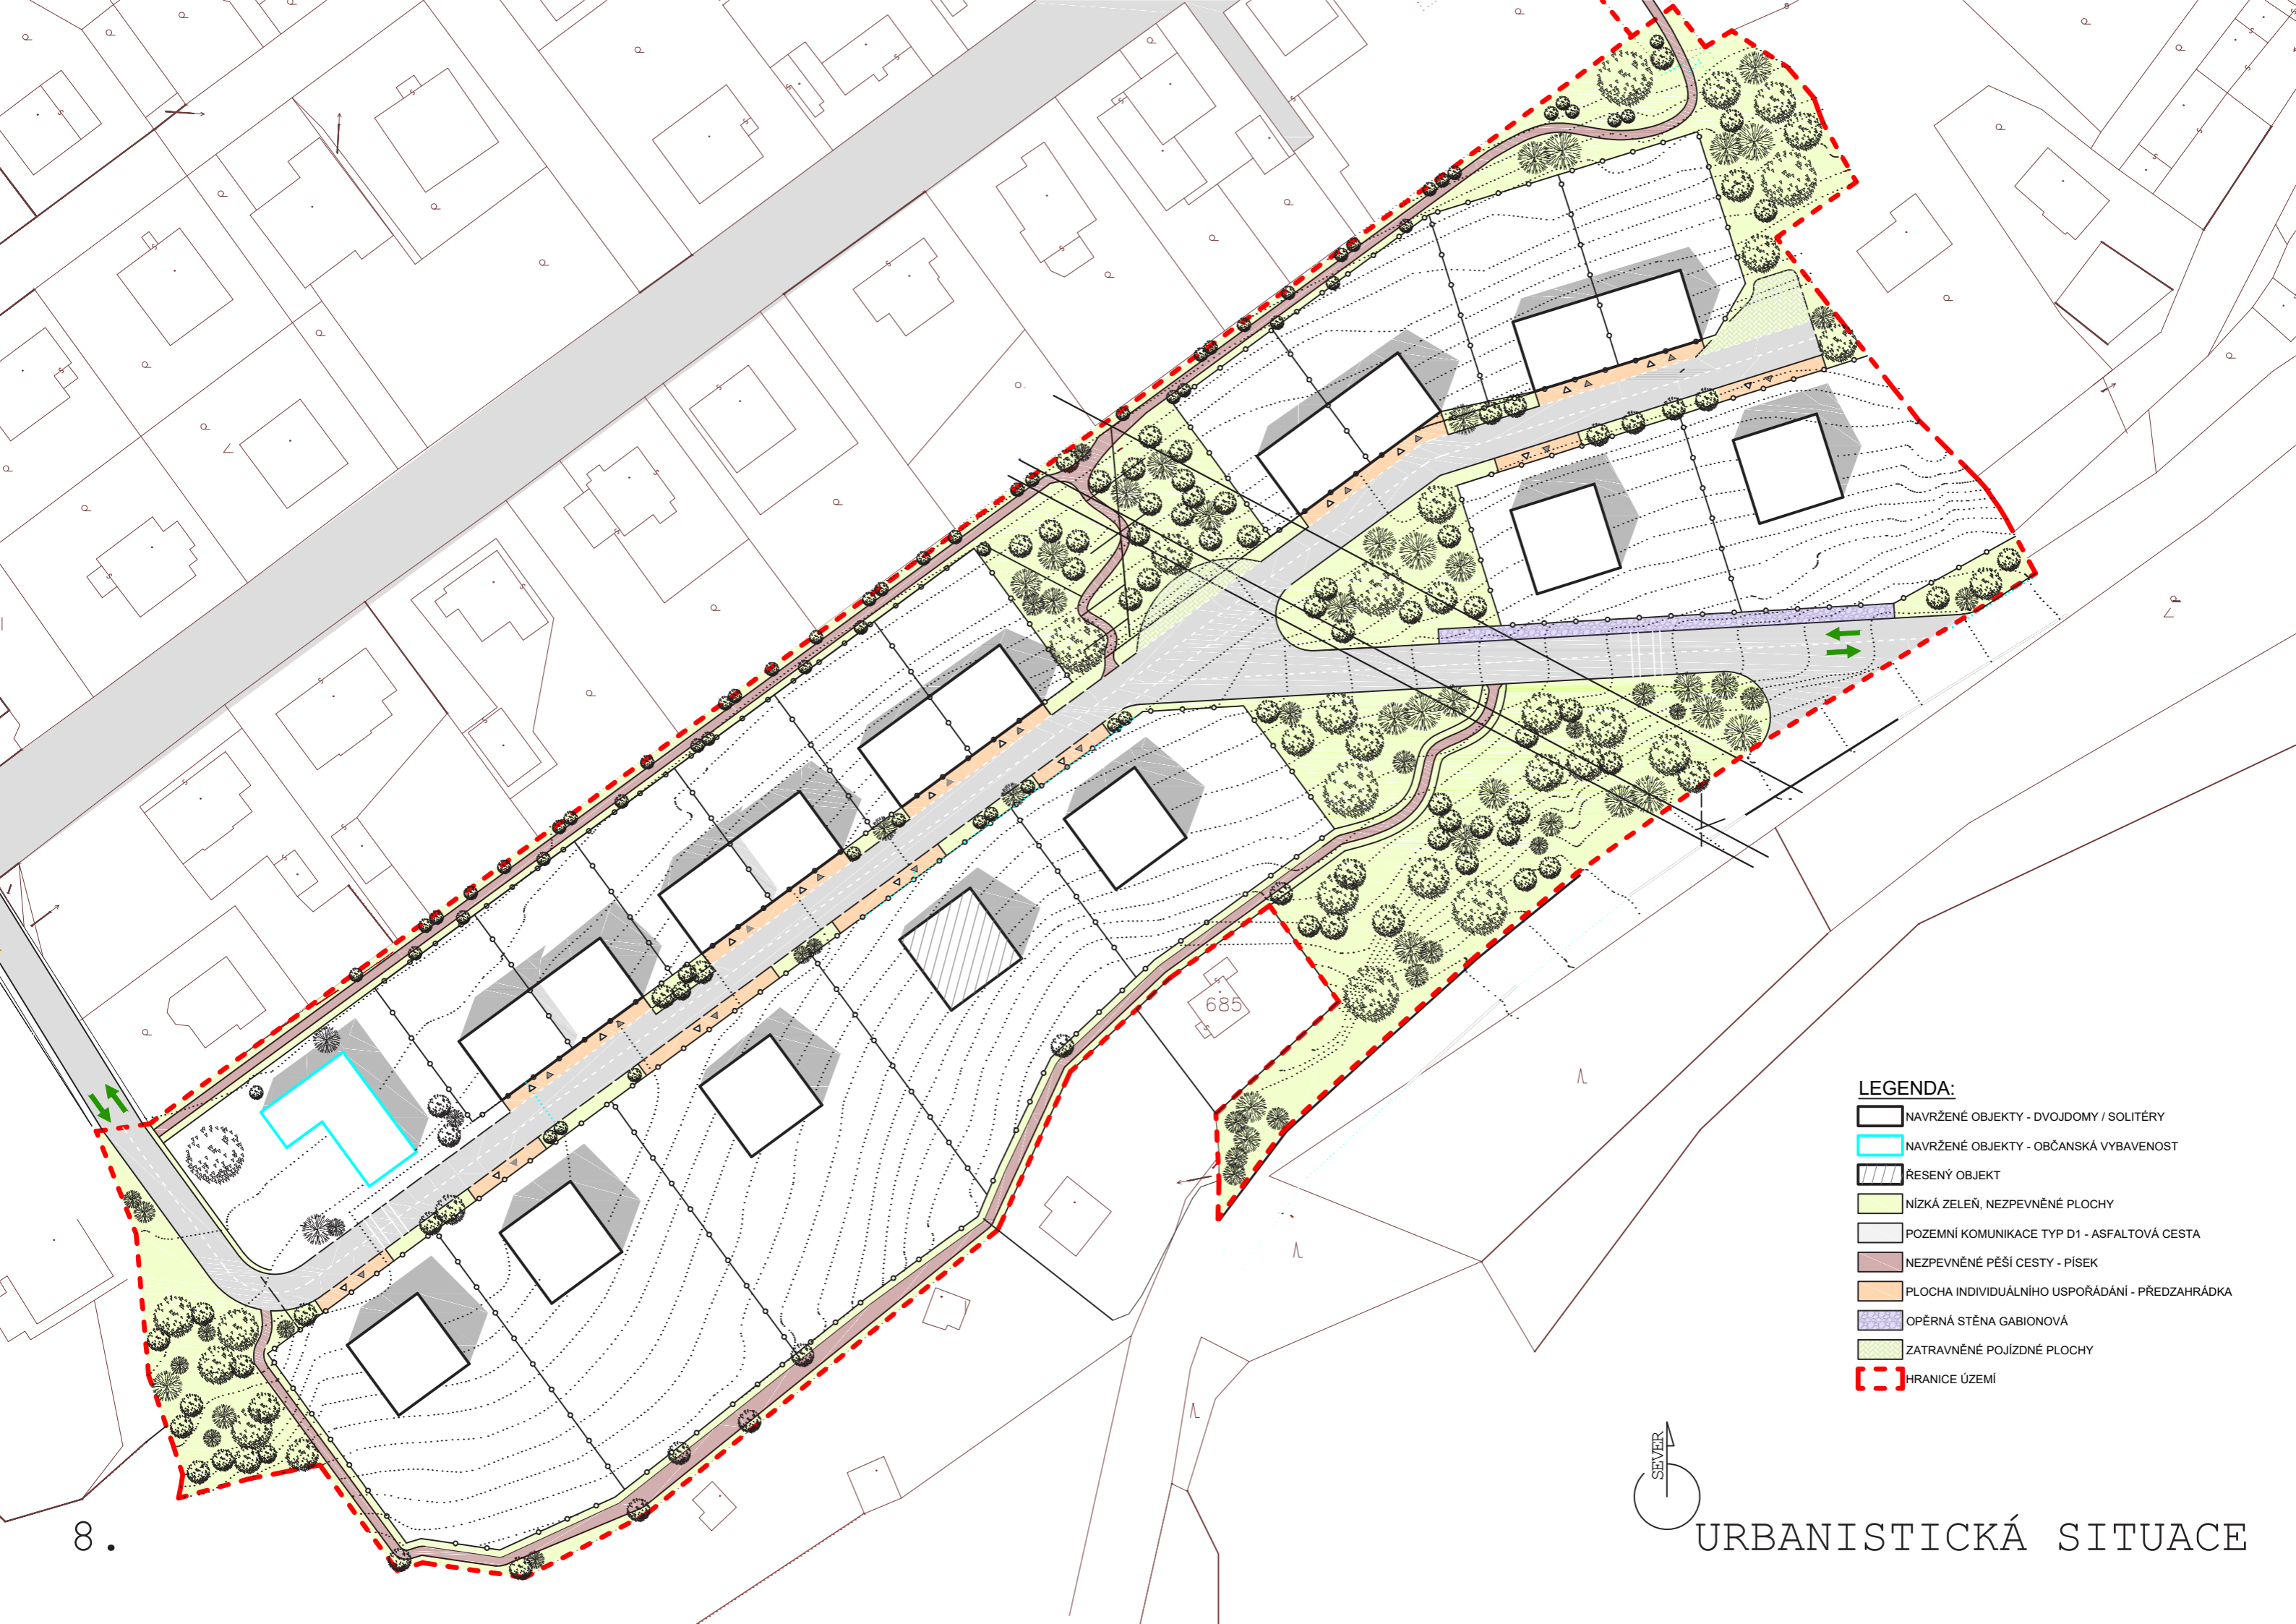 685
LEGENDA:
NAVRŽENÉ OBJEKTY - DVOJDOMY / SOLITÉRY
NAVRŽENÉ OBJEKTY - OBČANSKÁ VYBAVENOST
ŘESENÝ OBJEKT
NÍZKÁ ZELEŇ, NEZPEVNĚNÉ PLOCHY
POZEMNÍ KOMUNIKACE TYP D1 - ASFALTOVÁ CESTA
NEZPEVNĚNÉ PĚŠÍ CESTY - PÍSEK
PLOCHA INDIVIDUÁLNÍHO USPOŘÁDÁNÍ - PŘEDZAHRÁDKA
OPĚRNÁ STĚNA GABIONOVÁ
ZATRAVNĚNÉ POJÍZDNÉ PLOCHY
HRANICE ÚZEMÍ
SEVER
8.
URBANISTICKÁ SITUACE